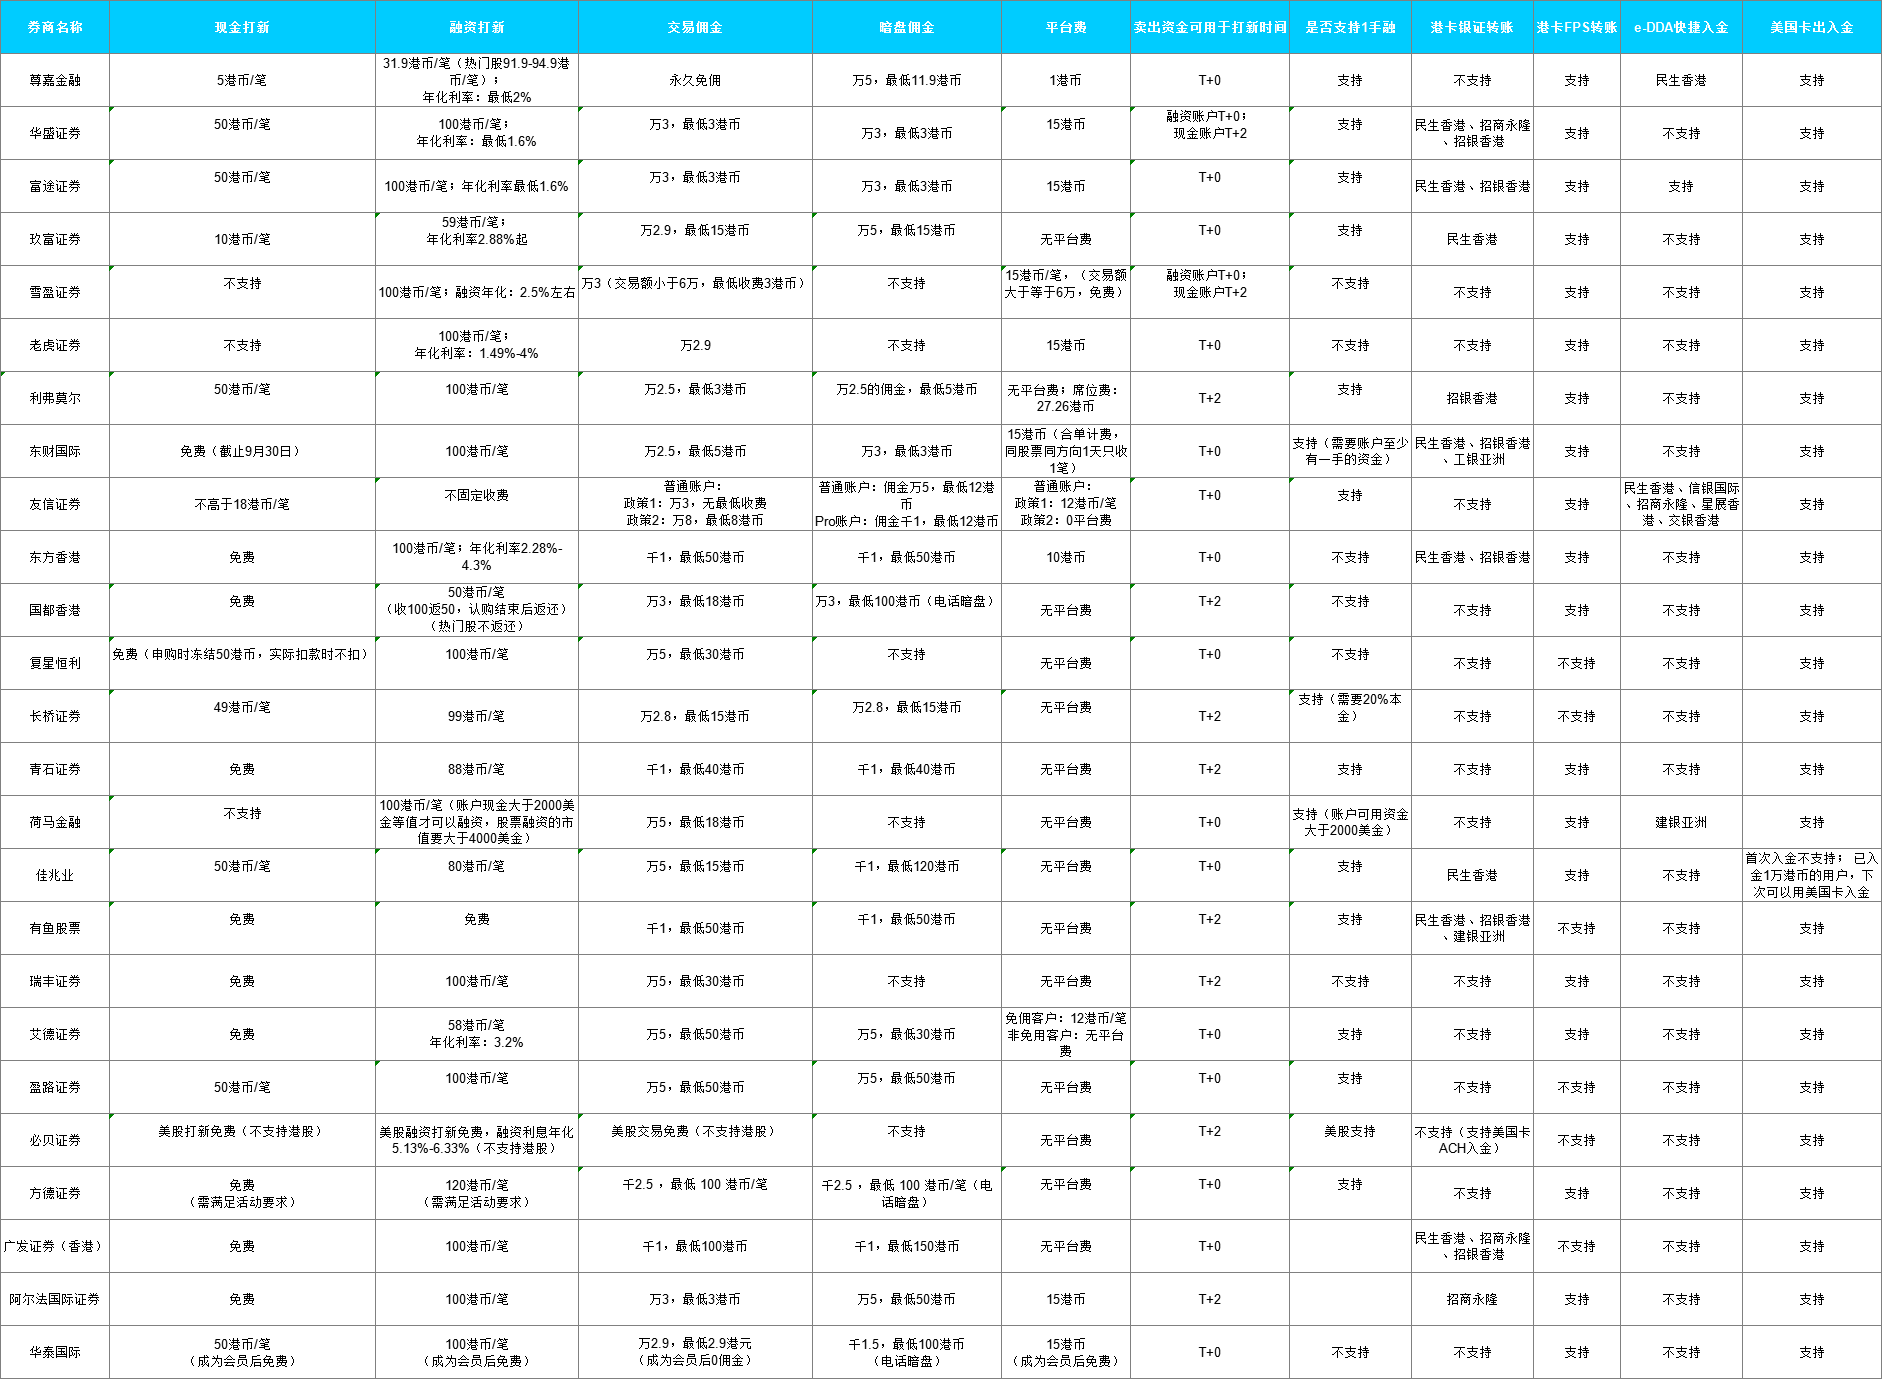 券商名称 现金打新 融资打新 交易佣金 暗盘佣金 平台费 卖出资金可用于打新时间 是否支持1手融 港卡银证转账 港卡FPS转账 e-DDA快捷入金 美国卡出入金
尊嘉金融
5港币/笔
31.9港币/笔（热门股91.9-94.9港
币/笔）；
年化利率：最低2%
永久免佣
万5，最低11.9港币
1港币
T+0
支持
不支持
支持
民生香港
支持
华盛证券
50港币/笔
100港币/笔；
年化利率：最低1.6%
万3，最低3港币
万3，最低3港币
15港币
融资账户T+0；
现金账户T+2
支持
民生香港、招商永隆
、招银香港
支持
不支持
支持
富途证券
50港币/笔
100港币/笔；年化利率最低1.6%
万3，最低3港币
万3，最低3港币
15港币
T+0
支持
民生香港、招银香港
支持
支持
支持
玖富证券
10港币/笔
59港币/笔；
年化利率2.88%起
万2.9，最低15港币
万5，最低15港币
无平台费
T+0
支持
民生香港
支持
不支持
支持
雪盈证券
不支持
100港币/笔；融资年化：2.5%左右
万3（交易额小于6万，最低收费3港币）
不支持
15港币/笔，（交易额
大于等于6万，免费）
融资账户T+0；
现金账户T+2
不支持
不支持
支持
不支持
支持
老虎证券
不支持
100港币/笔；
年化利率：1.49%-4%
万2.9
不支持
15港币
T+0
不支持
不支持
支持
不支持
支持
利弗莫尔
50港币/笔
100港币/笔
万2.5，最低3港币
万2.5的佣金，最低5港币
无平台费；席位费：
27.26港币
T+2
支持
招银香港
支持
不支持
支持
东财国际
免费（截止9月30日）
100港币/笔
万2.5，最低5港币
万3，最低3港币
15港币（合单计费，
同股票同方向1天只收
1笔）
T+0
支持（需要账户至少
有一手的资金）
民生香港、招银香港
、工银亚洲
支持
不支持
支持
友信证券
不高于18港币/笔
不固定收费
普通账户：
政策1：万3，无最低收费
政策2：万8，最低8港币
普通账户：佣金万5，最低12港
币
Pro账户：佣金千1，最低12港币
普通账户：
政策1：12港币/笔
政策2：0平台费
T+0
支持
不支持
支持
民生香港、信银国际
、招商永隆、星展香
港、交银香港
支持
东方香港
免费
100港币/笔；年化利率2.28%-
4.3%
千1，最低50港币
千1，最低50港币
10港币
T+0
不支持
民生香港、招银香港
支持
不支持
支持
国都香港
免费
50港币/笔
（收100返50，认购结束后返还）
（热门股不返还）
万3，最低18港币
万3，最低100港币（电话暗盘）
无平台费
T+2
不支持
不支持
支持
不支持
支持
复星恒利
免费（申购时冻结50港币，实际扣款时不扣）
100港币/笔
万5，最低30港币
不支持
无平台费
T+0
不支持
不支持
不支持
不支持
支持
长桥证券
49港币/笔
99港币/笔
万2.8，最低15港币
万2.8，最低15港币
无平台费
T+2
支持（需要20%本
金）
不支持
不支持
不支持
支持
青石证券
免费
88港币/笔
千1，最低40港币
千1，最低40港币
无平台费
T+2
支持
不支持
支持
不支持
支持
荷马金融
不支持
100港币/笔（账户现金大于2000美
金等值才可以融资，股票融资的市
值要大于4000美金）
万5，最低18港币
不支持
无平台费
T+0
支持（账户可用资金
大于2000美金）
不支持
支持
建银亚洲
支持
佳兆业
50港币/笔
80港币/笔
万5，最低15港币
千1，最低120港币
无平台费
T+0
支持
民生香港
支持
不支持
首次入金不支持； 已入
金1万港币的用户，下
次可以用美国卡入金
有鱼股票
免费
免费
千1，最低50港币
千1，最低50港币
无平台费
T+2
支持
民生香港、招银香港
、建银亚洲
不支持
不支持
支持
瑞丰证券
免费
100港币/笔
万5，最低30港币
不支持
无平台费
T+2
不支持
不支持
支持
不支持
支持
艾德证券
免费
58港币/笔
年化利率：3.2%
万5，最低50港币
万5，最低30港币
免佣客户：12港币/笔
非免用客户：无平台
费
T+0
支持
不支持
支持
不支持
支持
盈路证券
50港币/笔
100港币/笔
万5，最低50港币
万5，最低50港币
无平台费
T+0
支持
不支持
不支持
不支持
支持
必贝证券
美股打新免费（不支持港股）
美股融资打新免费，融资利息年化
5.13%-6.33%（不支持港股）
美股交易免费（不支持港股）
不支持
无平台费
T+2
美股支持
不支持（支持美国卡
ACH入金）
不支持
不支持
支持
方德证券
免费
（需满足活动要求）
120港币/笔
（需满足活动要求）
千2.5 ，最低 100 港币/笔
千2.5 ，最低 100 港币/笔（电
话暗盘）
无平台费
T+0
支持
不支持
支持
不支持
支持
广发证券（香港）
免费
100港币/笔
千1，最低100港币
千1，最低150港币
无平台费
T+0
民生香港、招商永隆
、招银香港
不支持
不支持
支持
阿尔法国际证券
免费
100港币/笔
万3，最低3港币
万5，最低50港币
15港币
T+2
招商永隆
支持
不支持
支持
华泰国际
50港币/笔
（成为会员后免费）
100港币/笔
（成为会员后免费）
万2.9，最低2.9港元
（成为会员后0佣金）
千1.5，最低100港币
（电话暗盘）
15港币
（成为会员后免费）
T+0
不支持
不支持
支持
不支持
支持